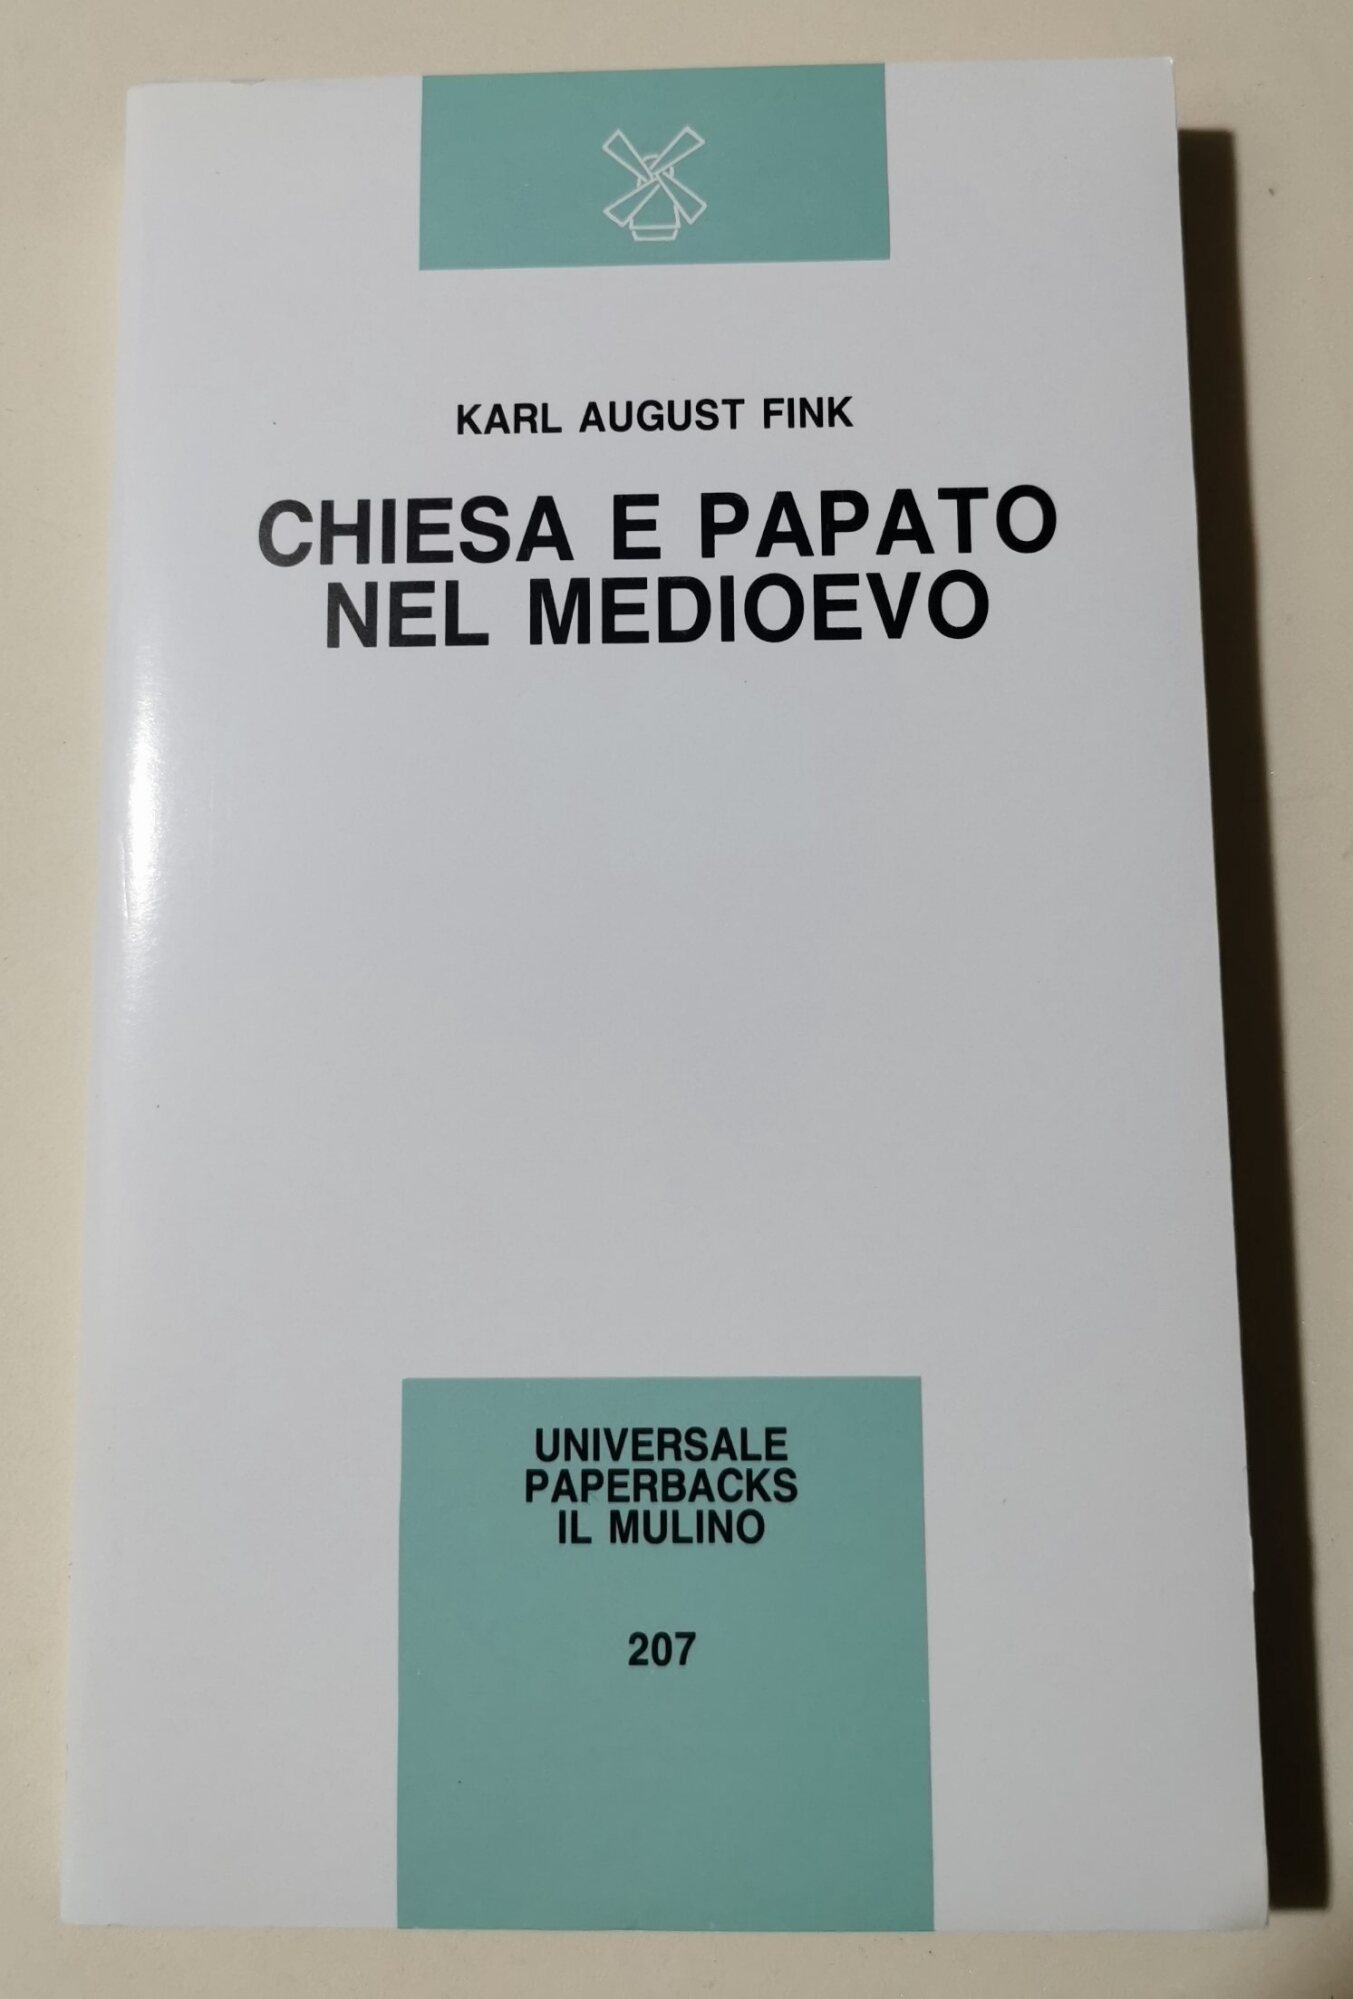 KARL AUGUST FINK
CHIESA E PAPATO
NEL MEDIOEVO
UNIVERSALE
PAPERBACKS
IL MULINO
207